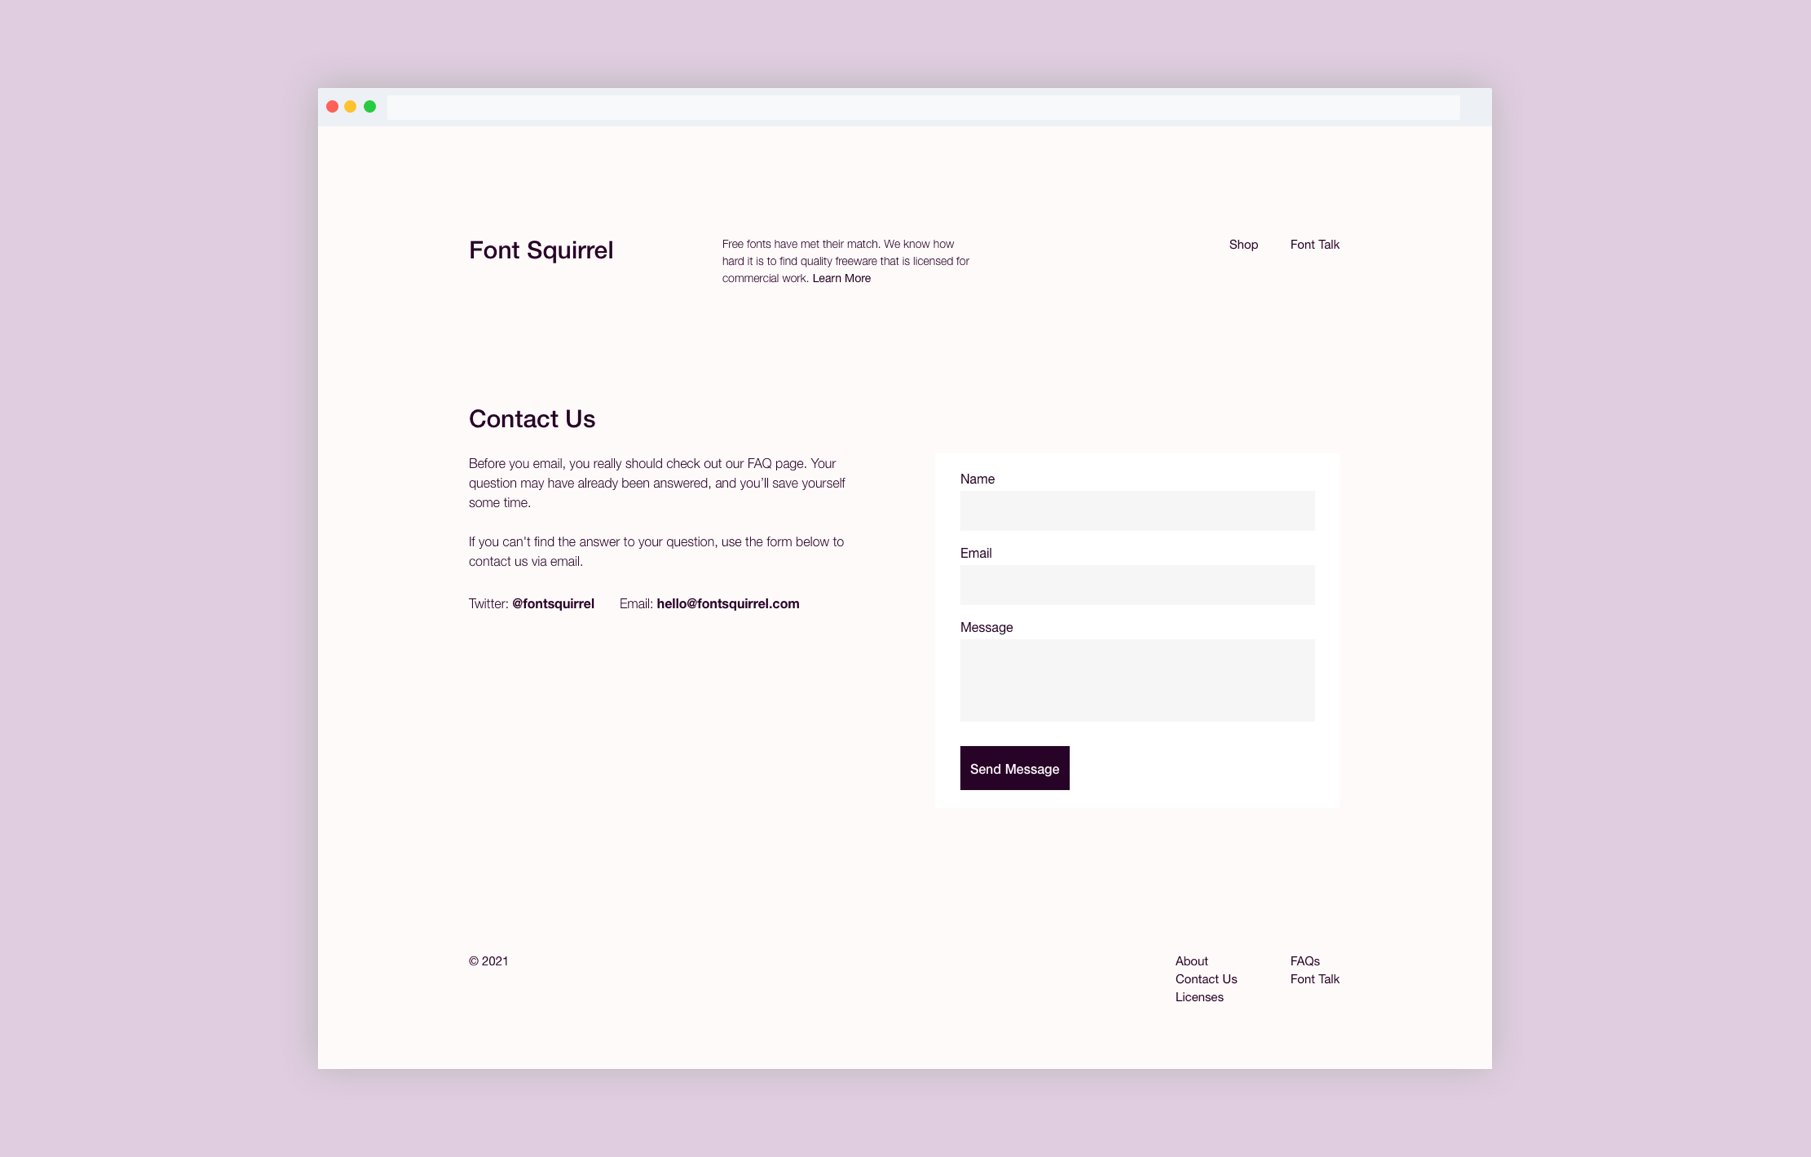 Font Squirrel
Free fonts have met their match. We know how
hard it is to find quality freeware that is licensed for
commercial work. Learn More
Shop
Font Talk
Contact Us
Before you email, you really should check out our FAQ page. Your
question may have already been answered, and you’ll save yourself
some time.
If you can't find the answer to your question, use the form below to
contact us via email.
Twitter: @fontsquirrel
Email: hello@fontsquirrel.com
Name
Email
Message
Send Message
© 2021
About
Contact Us
Licenses
FAQs
Font Talk